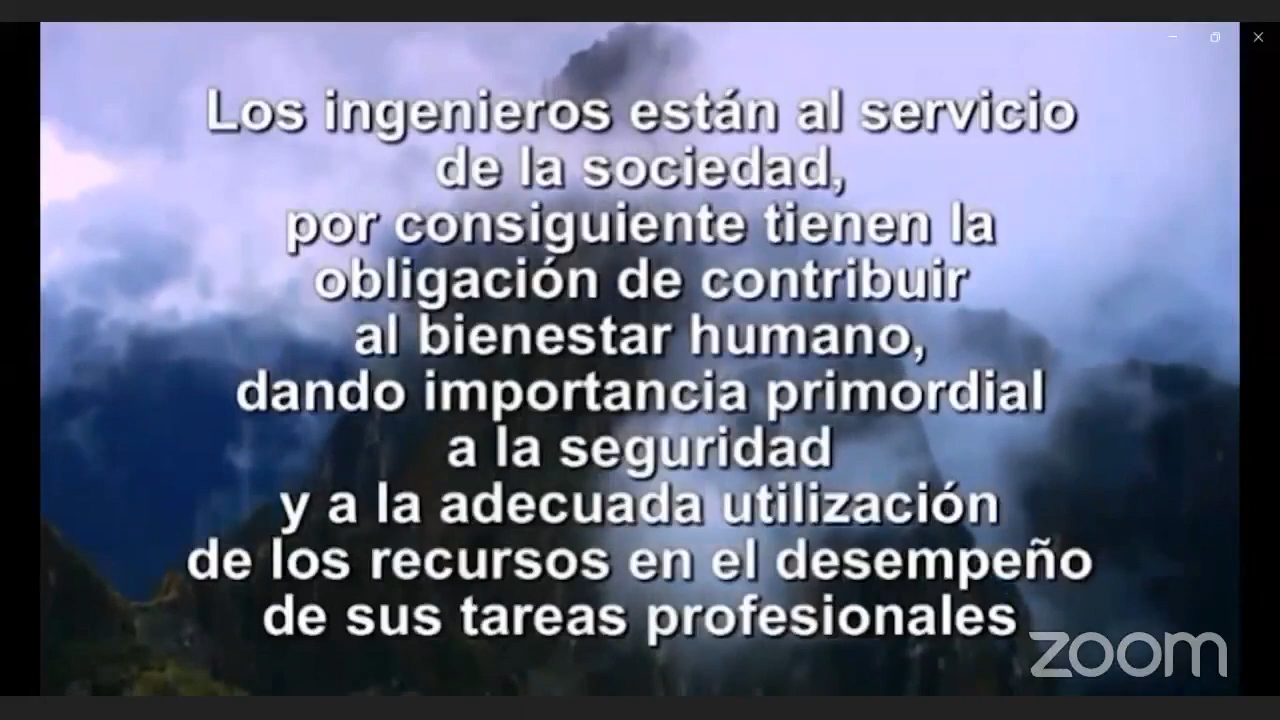 Los ingenieros están al servicio
de la sociedad,
por consiguiente tienen la
obligación de contribuir
al bienestar humano,
dando importancia primordial
a la seguridad
y a la adecuada utilización
de los recursos en el desempeño
de sus tareas profesionales
zoom